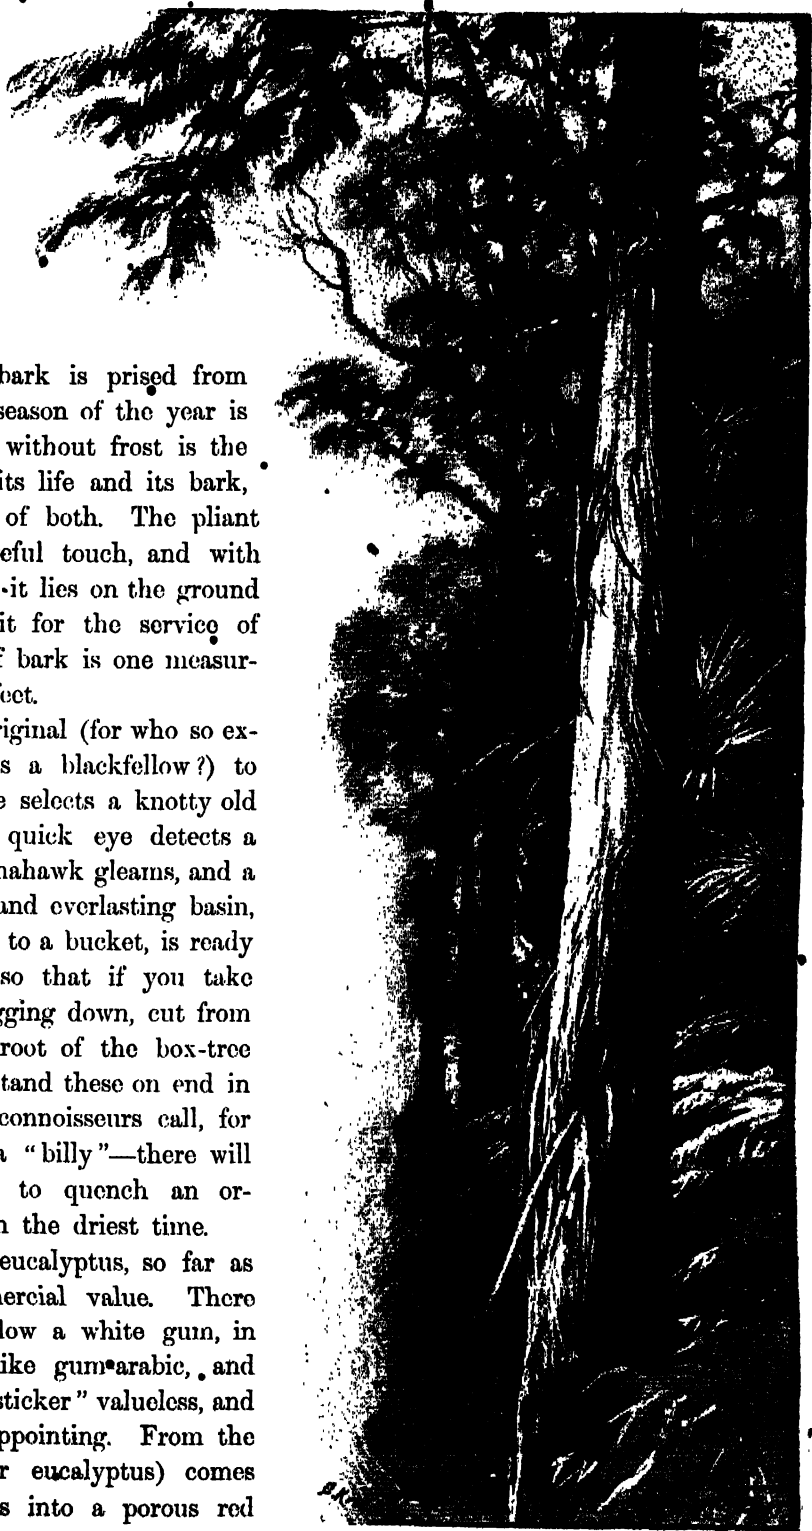 bark is prised from
season of the year is
without frost is the
its life and its bark,
of both. The pliant
eful touch, and with
-it lies on the ground
it for the service of
f bark is one measur-
eet.
riginal (for who so ex-
s a blackfellow?) to
e selects a knotty old
quick eye detects a
nahawk gleams, and a
and everlasting basin,
to a bucket, is ready
so that if you take
gging down, cut from
root of the box-tree
tand these on end in
connoisseurs call, for
a "billy"—there will
to quench an or-
n the driest time.
eucalyptus, so far as
nercial value. There
low a white gum, in
ike gum arabic, and
sticker" valueless, and
ppointing. From the
r eucalyptus) comes
s into a porous red